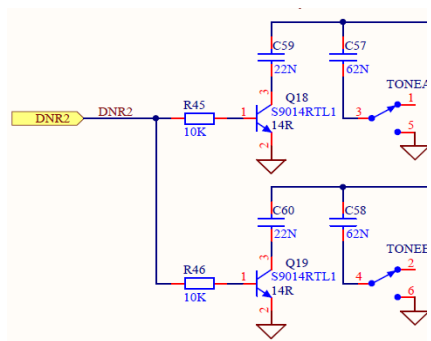 C59
22N
C57
62N
TONEA
3
Q18
S9014RTL1
14R
1
2
3
1
5
R45
10K
DNR2
DNR2
C60
22N
C58
62N
TONEE
3
Q19
S9014RTL1
14R
1
2
4
2
6
R46
10K